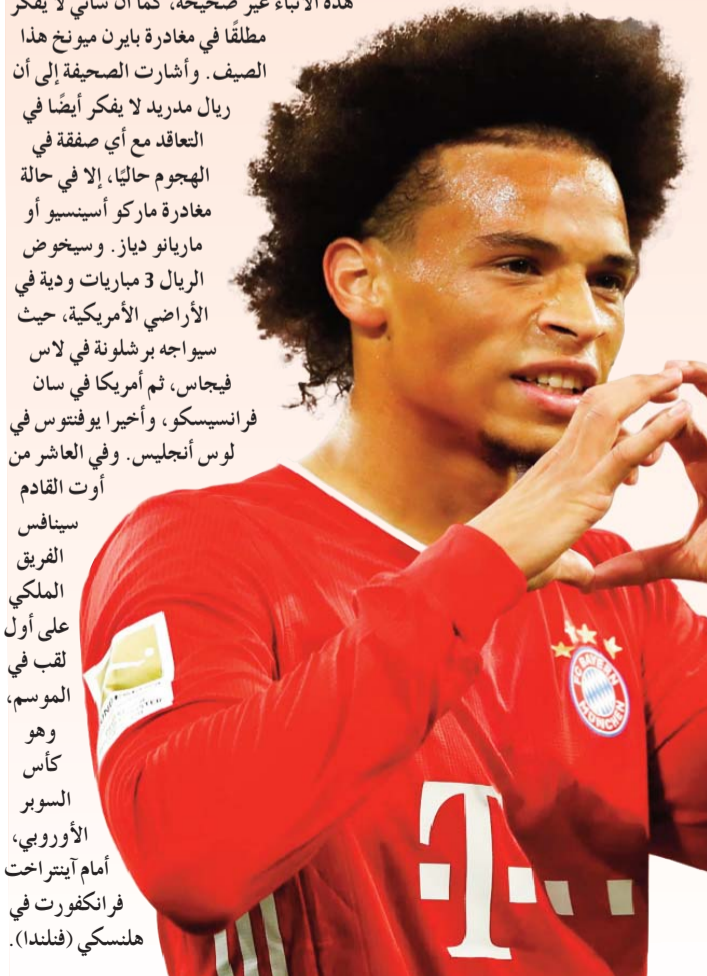 هذه الأنباء غير صحيحة، كما أن ساني لا يفكر
مطلقًا في مغادرة بايرن ميونخ هذا
الصيف. وأشارت الصحيفة إلى أن
ريال مدريد لا يفكر أيضًا في
التعاقد مع أي صفقة في
الهجوم حاليًا، إلا في حالة
مغادرة ماركو أسينسيو أو
ماريانو دياز. وسيخوض
الريال 3 مباريات ودية في
الأراضي الأمريكية، حيث
سيواجه برشلونة في لاس
فيجاس، ثم أمريكا في سان
فرانسيسكو، وأخيرا يوفنتوس في
لوس أنجليس. وفي العاشر من
أوت القادم
سينافس
الفريق
الملكي
على أول
لقب في
الموسم،
وهو
كأس
السوبر
الأوروبي،
أمام آينتراخت
فرانكفورت في
هلنسكي (فنلندا).
FC BAYERN
MÜNCHEN
T